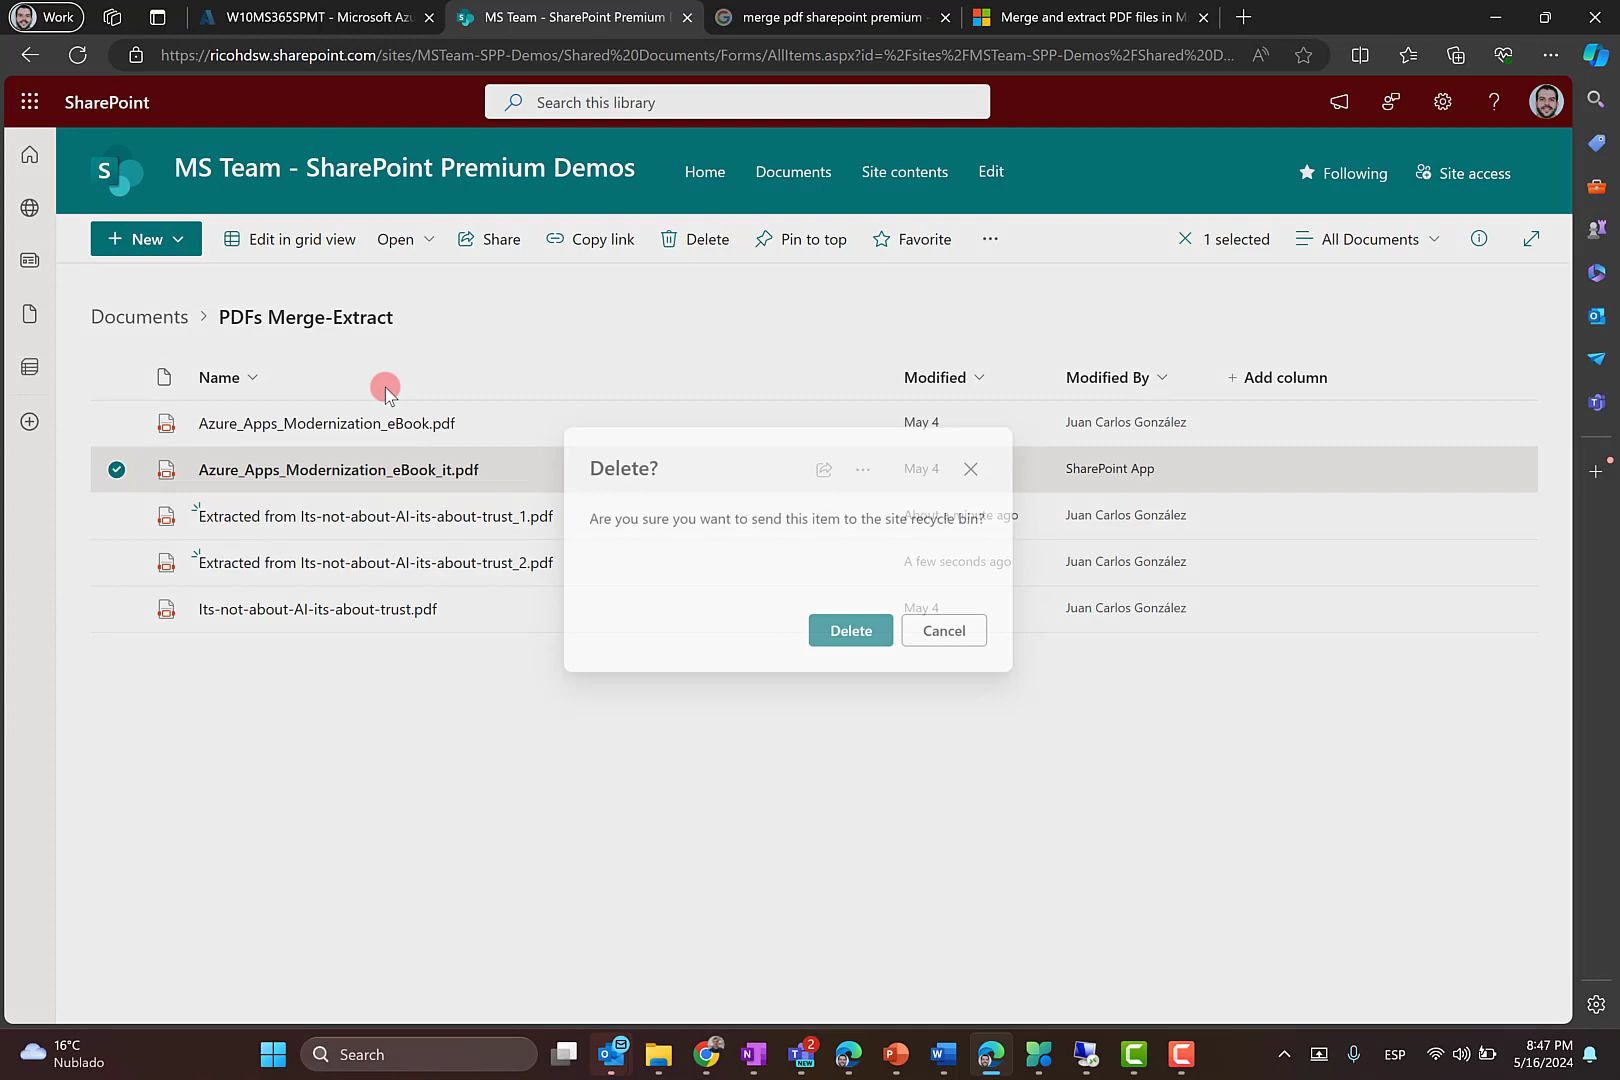 Work
W10MS365SPMT - Microsoft Az
MS Team - SharePoint Premium
merge pdf sharepoint premium -
Merge and extract PDF files in M
https://ricohdsw.sharepoint.com/sites/MSTeam-SPP-Demos/Shared%20Documents/Forms/AllItems.aspx?id=%2Fsites%2FMSTeam-SPP-Demos%2FShared%20D...
SharePoint
Search this library
S
MS Team - SharePoint Premium Demos
Home
Documents
Site contents
Edit
Following
Site access
New
Edit in grid view
Open
Share
Copy link
Delete
Pin to top
Favorite
1 selected
All Documents
Documents > PDFs Merge-Extract
Name
Modified
Modified By
+ Add column
Azure_Apps_Modernization_eBook.pdf
May 4
Juan Carlos González
Azure_Apps_Modernization_eBook_it.pdf
May 4
SharePoint App
Extracted from Its-not-about-AI-its-about-trust_1.pdf
About a minute ago
Juan Carlos González
Extracted from Its-not-about-AI-its-about-trust_2.pdf
A few seconds ago
Juan Carlos González
Its-not-about-AI-its-about-trust.pdf
May 4
Juan Carlos González
Delete?
Are you sure you want to send this item to the site recycle bin?
Delete
Cancel
16°C
Nublado
Search
2
NEW
ESP
8:47 PM
5/16/2024